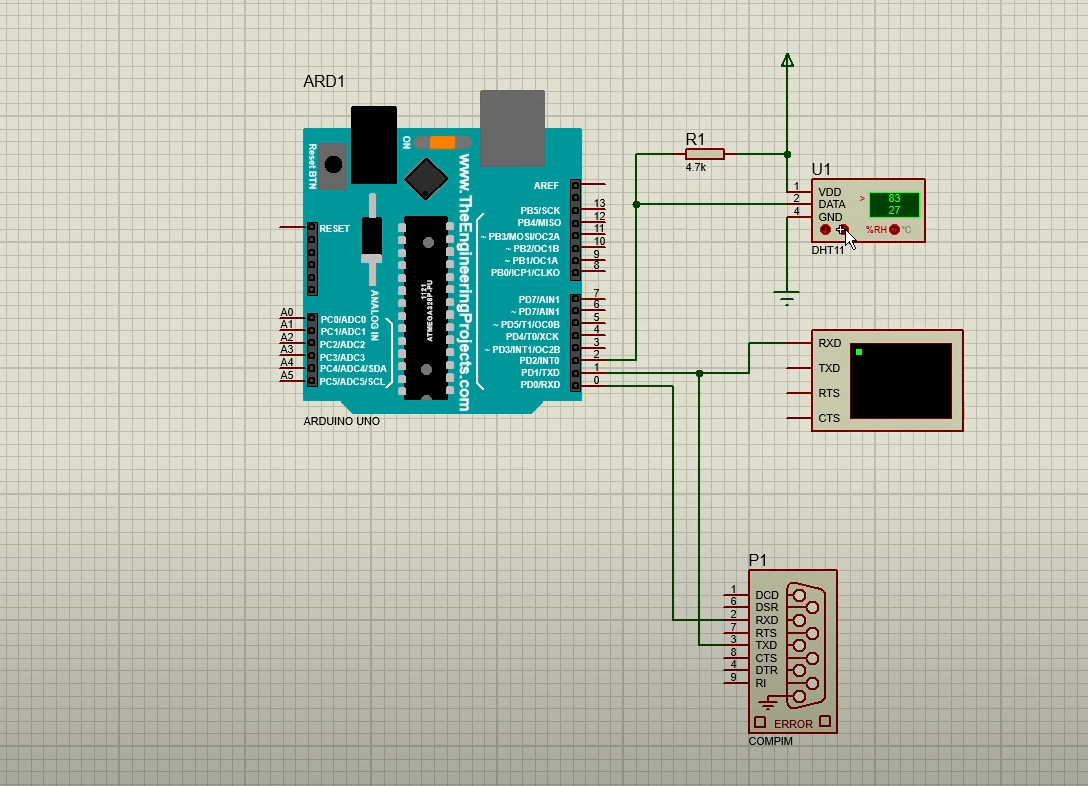 ARD1
ON
Reset BTN
www.TheEngineeringProjects.com
ATMEGA328P-PU
1121
ANALOG IN
RESET
A0 PC0/ADC0
A1 PC1/ADC1
A2 PC2/ADC2
A3 PC3/ADC3
A4 PC4/ADC4/SDA
A5 PC5/ADC5/SCL
AREF
PB5/SCK 13
PB4/MISO 12
~ PB3/MOSI/OC2A 11
~ PB2/OC1B 10
~ PB1/OC1A 9
PB0/ICP1/CLKO 8
PD7/AIN1 7
~ PD7/AIN1 6
~ PD5/T1/OC0B 5
PD4/T0/XCK 4
~ PD3/INT1/OC2B 3
PD2/INT0 2
PD1/TXD 1
PD0/RXD 0
ARDUINO UNO
R1
4.7k
U1
1 VDD
2 DATA
4 GND
> 83
27
%RH °C
DHT11
RXD
TXD
RTS
CTS
P1
1 DCD
6 DSR
2 RXD
7 RTS
3 TXD
8 CTS
4 DTR
9 RI
ERROR
COMPIM